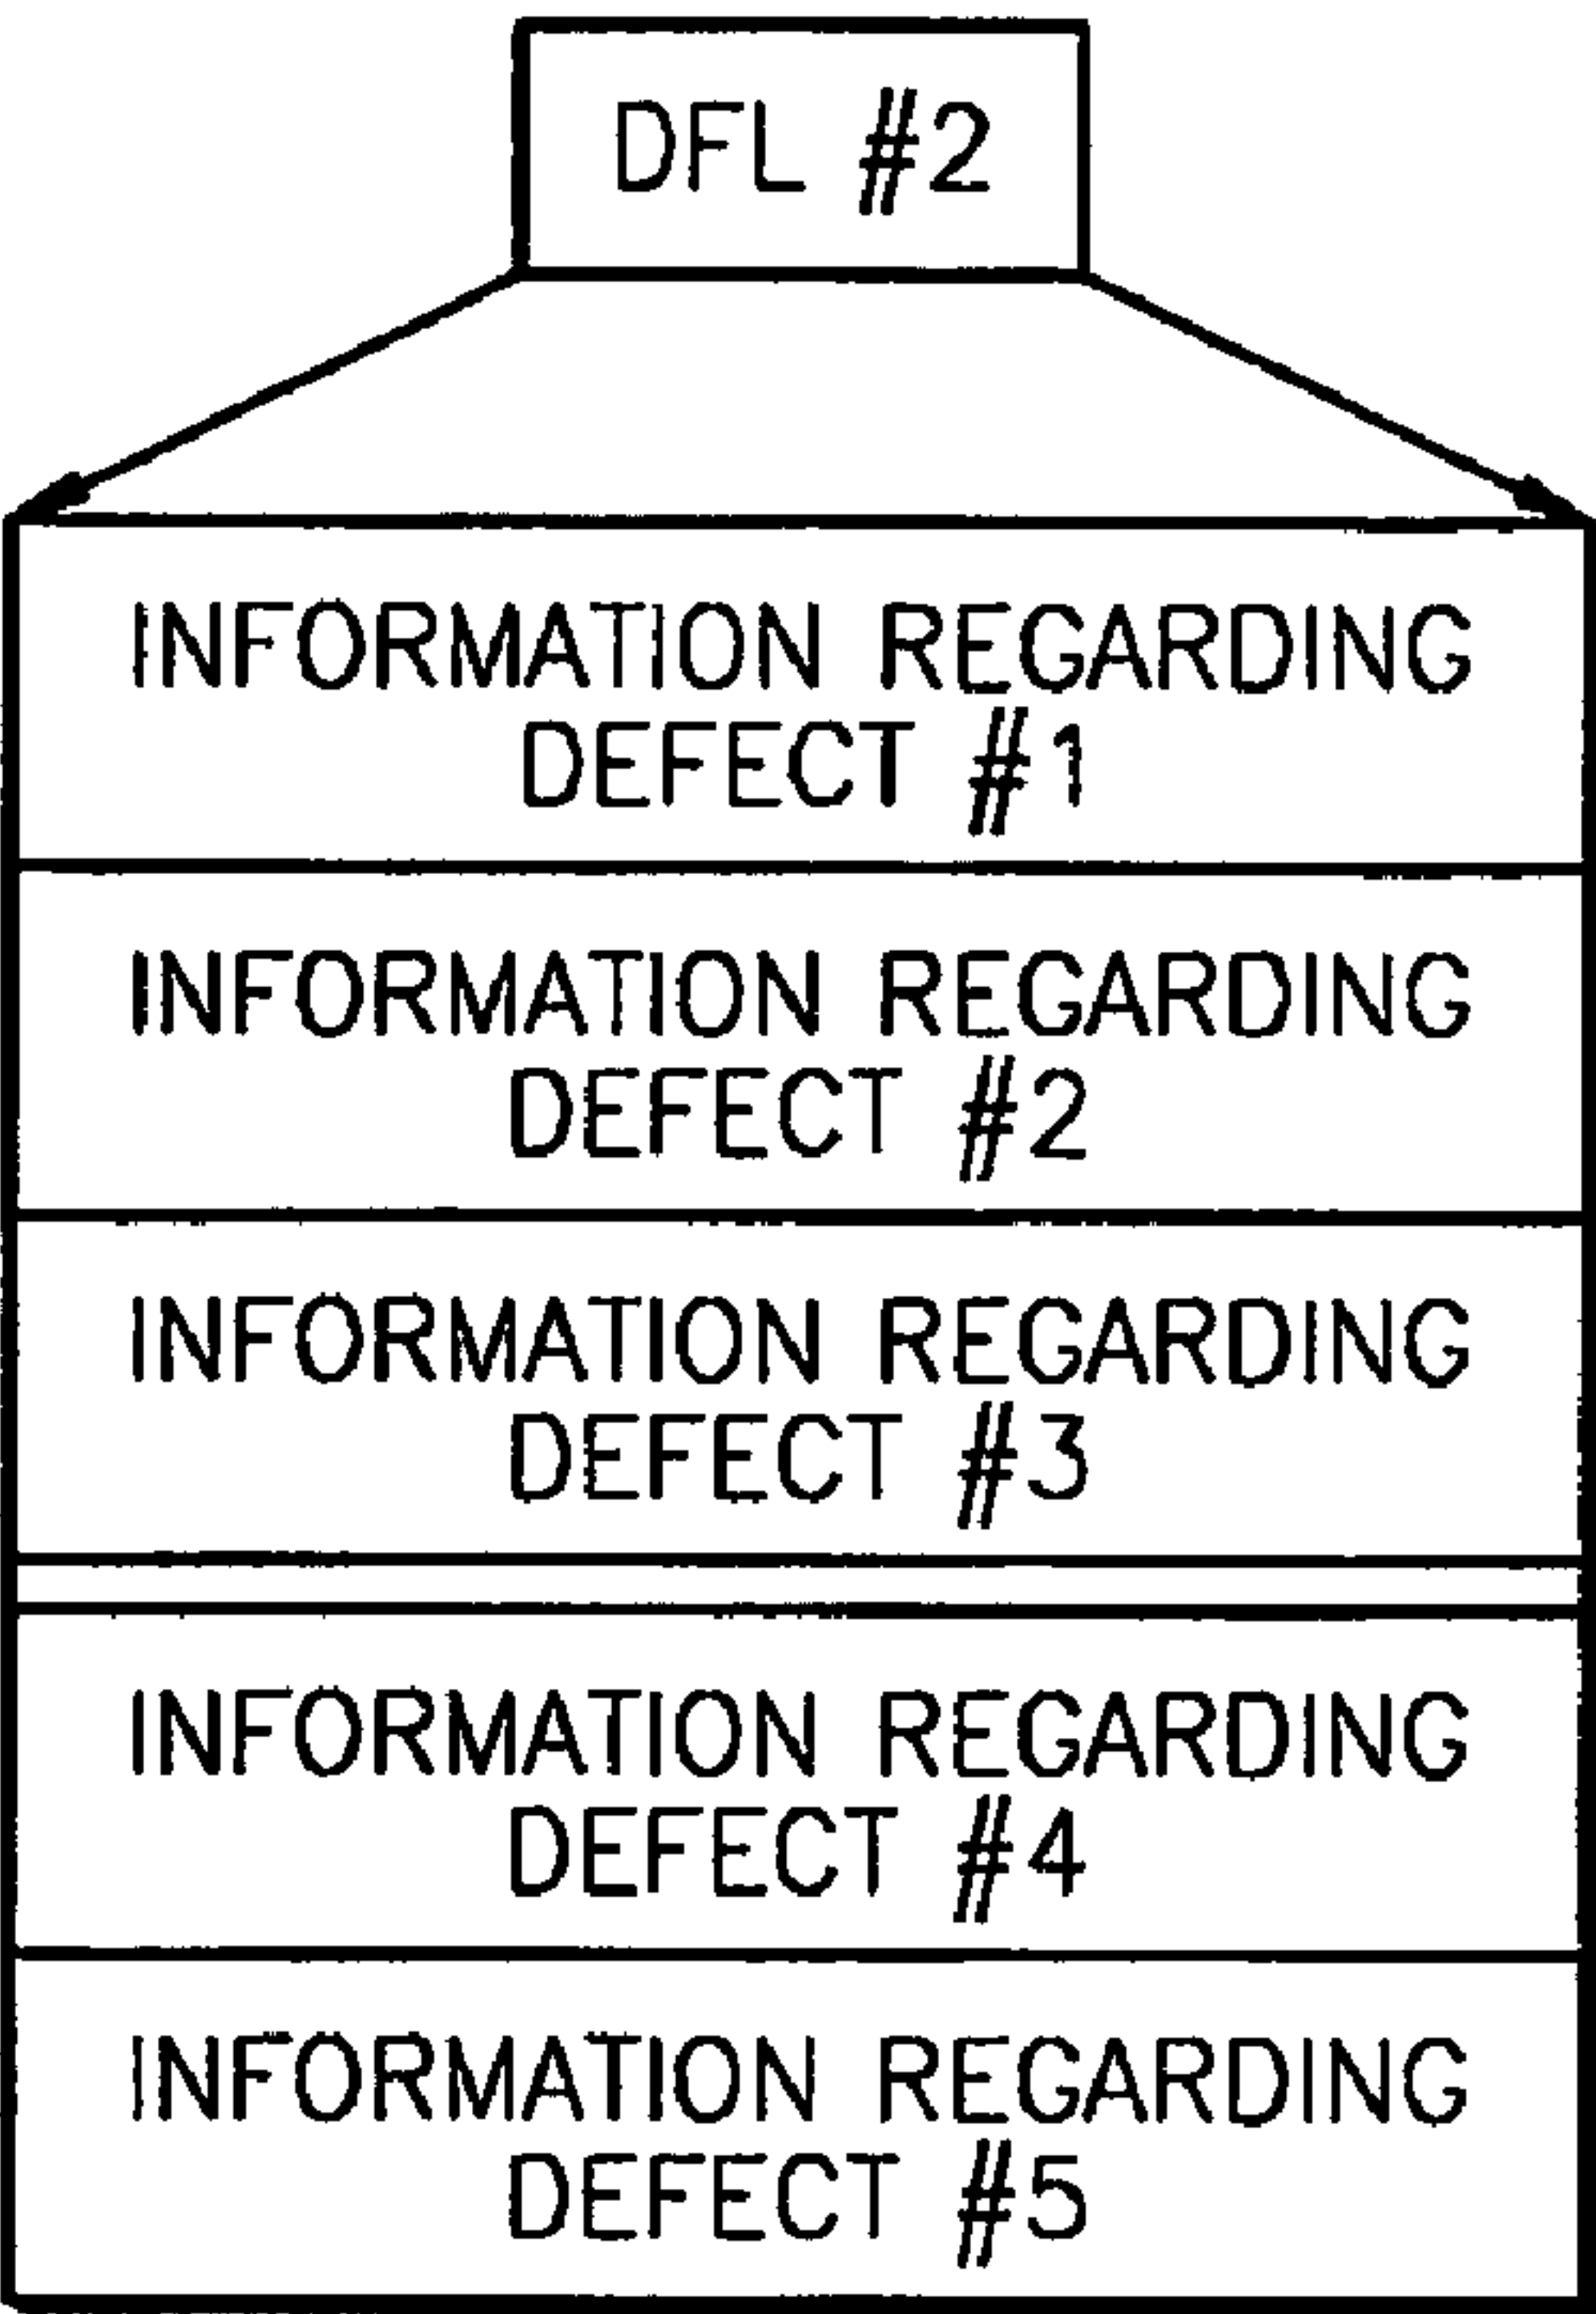 DFL #2
INFORMATION REGARDING
DEFECT #1
INFORMATION REGARDING
DEFECT #2
INFORMATION REGARDING
DEFECT #3
INFORMATION REGARDING
DEFECT #4
INFORMATION REGARDING
DEFECT #5